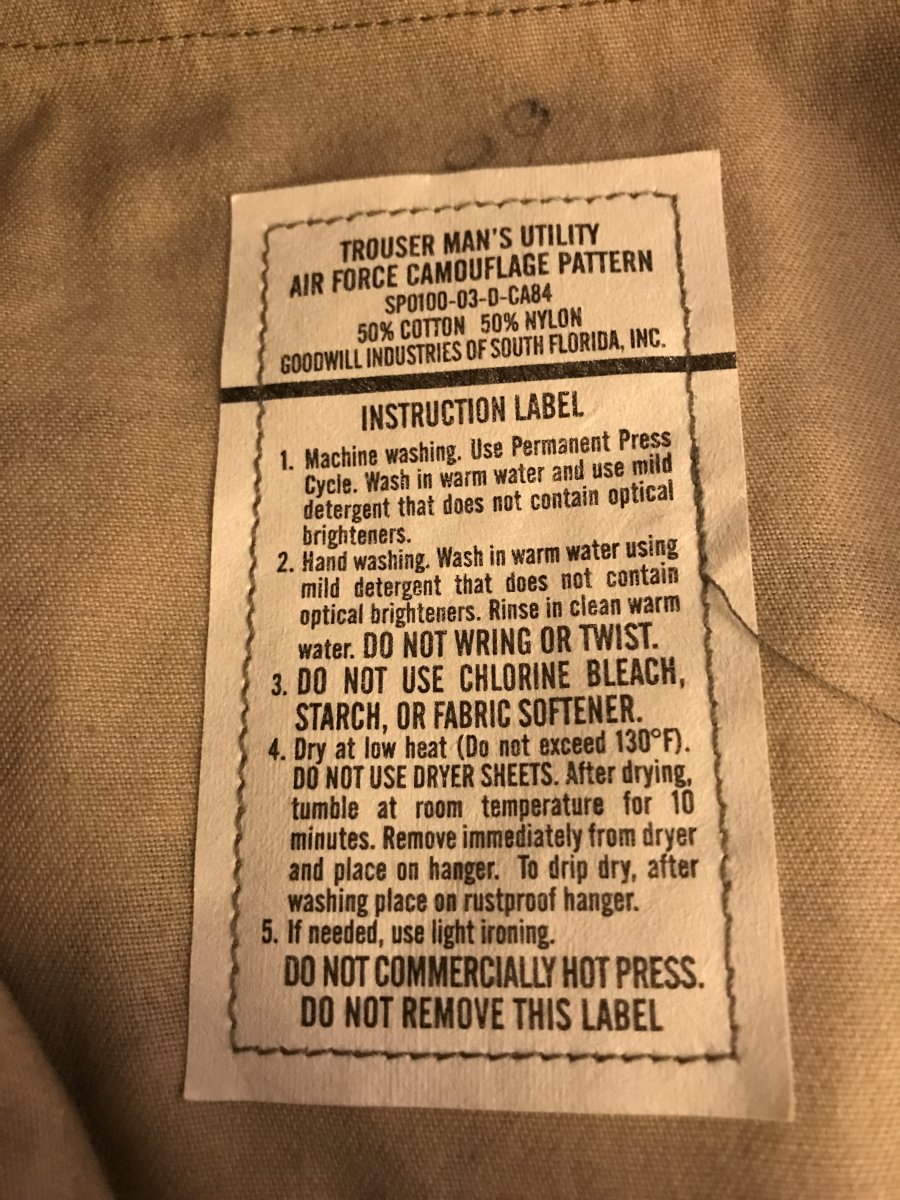 TROUSER MAN'S UTILITY
AIR FORCE CAMOUFLAGE PATTERN
SPO100-03-D-CA84
50% COTTON 50% NYLON
GOODWILL INDUSTRIES OF SOUTH FLORIDA, INC.
INSTRUCTION LABEL
1. Machine washing. Use Permanent Press
Cycle. Wash in warm water and use mild
detergent that does not contain optical
brighteners.
2. Hand washing. Wash in warm water using
mild detergent that does not contain
optical brighteners. Rinse in clean warm
water. DO NOT WRING OR TWIST.
3. DO NOT USE CHLORINE BLEACH,
STARCH, OR FABRIC SOFTENER.
4. Dry at low heat (Do not exceed 130°F).
DO NOT USE DRYER SHEETS. After drying,
tumble at room temperature for 10
minutes. Remove immediately from dryer
and place on hanger. To drip dry, after
washing place on rustproof hanger.
5. If needed, use light ironing.
DO NOT COMMERCIALLY HOT PRESS.
DO NOT REMOVE THIS LABEL